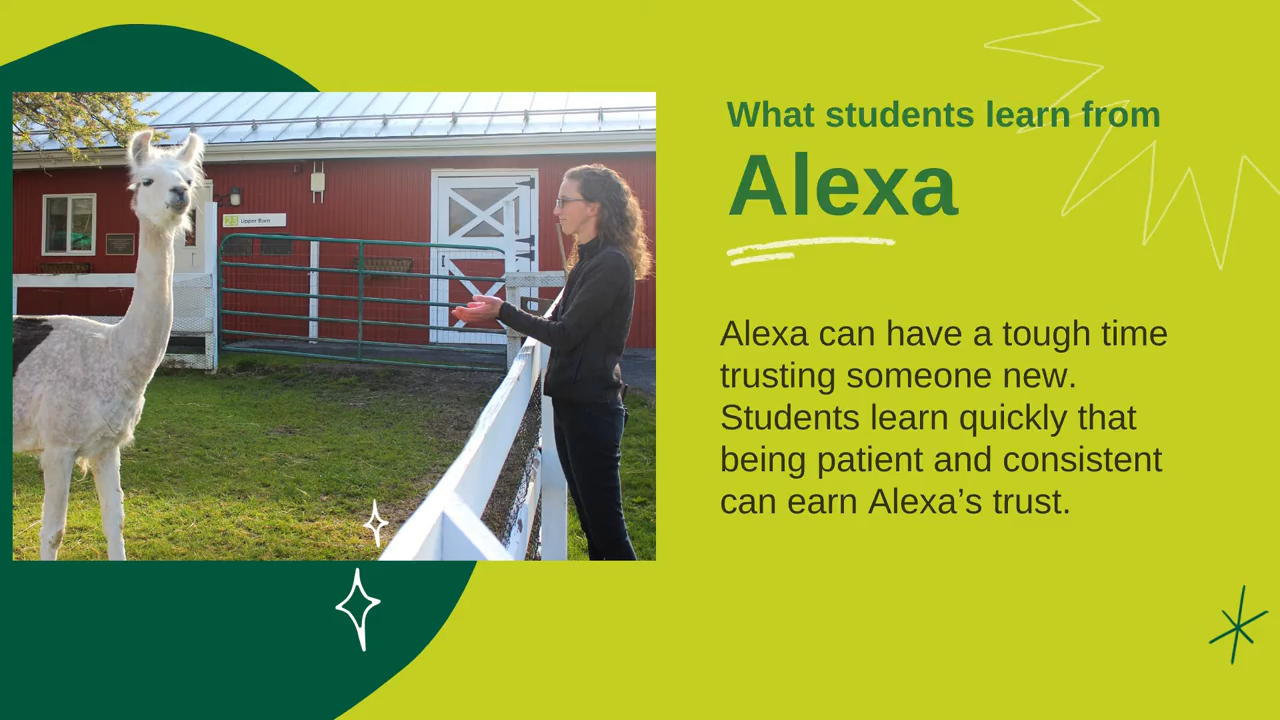 What students learn from
Alexa
Alexa can have a tough time
trusting someone new.
Students learn quickly that
being patient and consistent
can earn Alexa’s trust.
23 Upper Barn